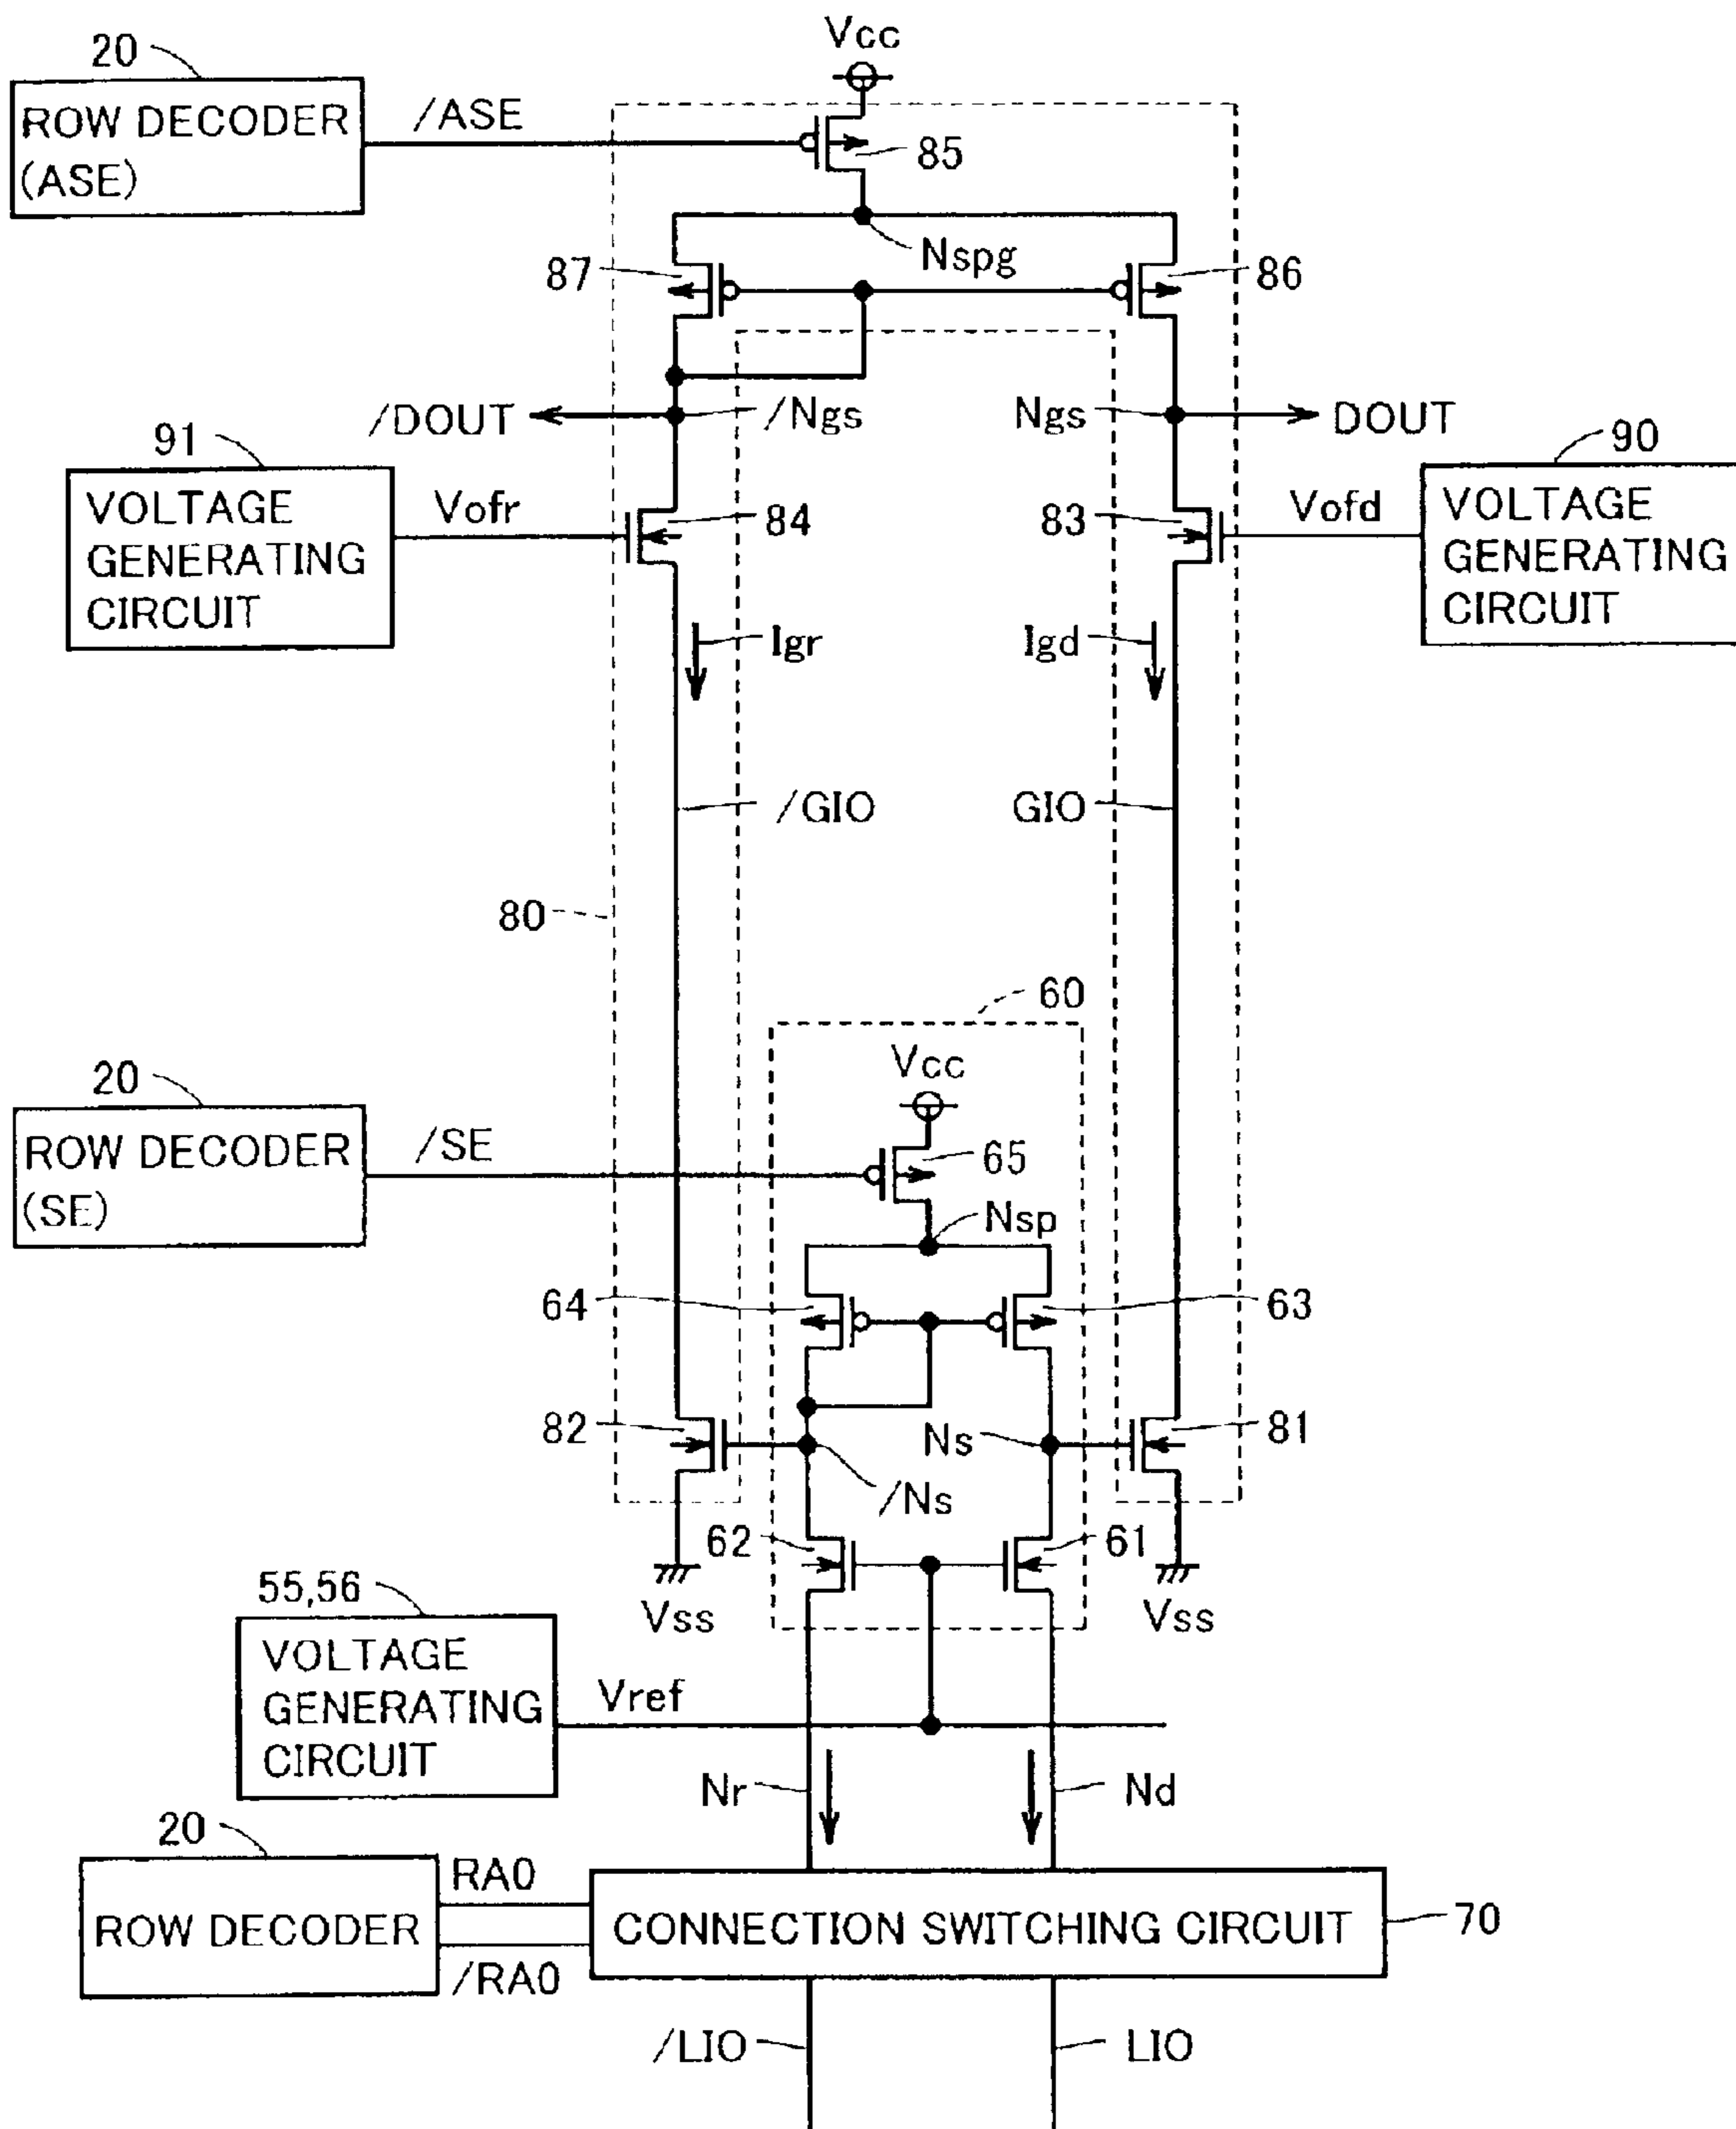 Vcc
20
ROW DECODER
(ASE)
/ASE
85
Nspg
87
86
/DOUT
/Ngs
Ngs
DOUT
91
VOLTAGE
GENERATING
CIRCUIT
Vofr
84
83
Vofd
90
VOLTAGE
GENERATING
CIRCUIT
Igr
Igd
/GIO
GIO
80
60
Vcc
20
ROW DECODER
(SE)
/SE
65
Nsp
64
63
82
Ns
81
/Ns
62
61
Vss
Vss
55,56
VOLTAGE
GENERATING
CIRCUIT
Vref
Nr
Nd
20
ROW DECODER
RA0
/RA0
CONNECTION SWITCHING CIRCUIT
70
/LIO
LIO